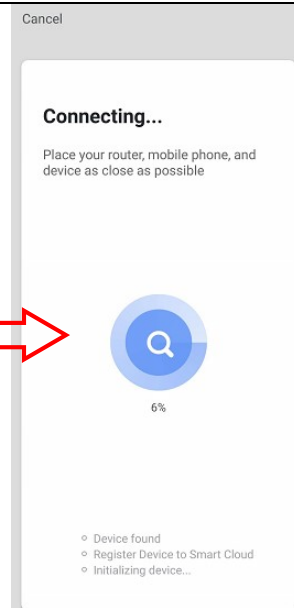 Cancel
Connecting...
Place your router, mobile phone, and
device as close as possible
6%
Device found
Register Device to Smart Cloud
Initializing device...